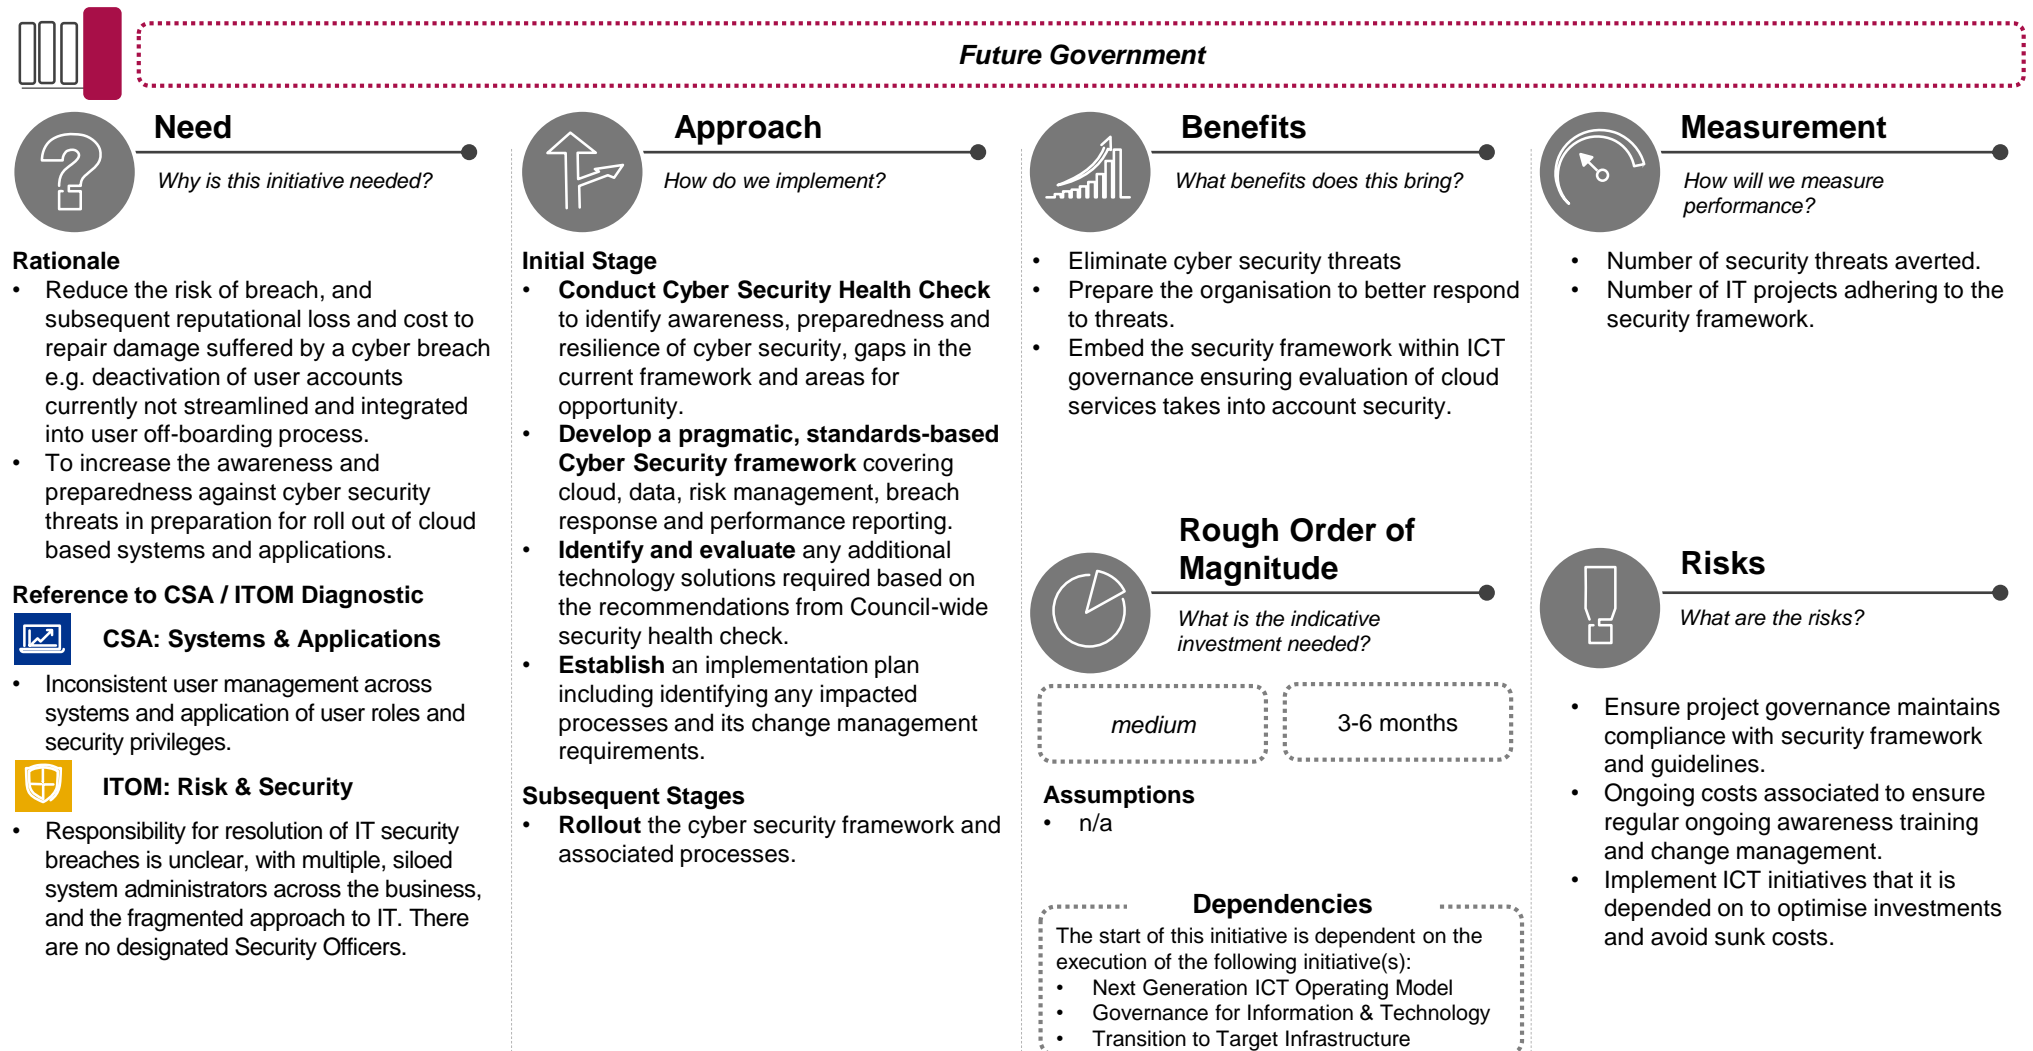 Future Government
Need
Why is this initiative needed?
Rationale
• Reduce the risk of breach, and
subsequent reputational loss and cost to
repair damage suffered by a cyber breach
e.g. deactivation of user accounts
currently not streamlined and integrated
into user off-boarding process.
• To increase the awareness and
preparedness against cyber security
threats in preparation for roll out of cloud
based systems and applications.
Reference to CSA / ITOM Diagnostic
CSA: Systems & Applications
• Inconsistent user management across
systems and application of user roles and
security privileges.
ITOM: Risk & Security
• Responsibility for resolution of IT security
breaches is unclear, with multiple, siloed
system administrators across the business,
and the fragmented approach to IT. There
are no designated Security Officers.
Approach
How do we implement?
Initial Stage
• Conduct Cyber Security Health Check
to identify awareness, preparedness and
resilience of cyber security, gaps in the
current framework and areas for
opportunity.
• Develop a pragmatic, standards-based
Cyber Security framework covering
cloud, data, risk management, breach
response and performance reporting.
• Identify and evaluate any additional
technology solutions required based on
the recommendations from Council-wide
security health check.
• Establish an implementation plan
including identifying any impacted
processes and its change management
requirements.
Subsequent Stages
• Rollout the cyber security framework and
associated processes.
Benefits
What benefits does this bring?
• Eliminate cyber security threats
• Prepare the organisation to better respond
to threats.
• Embed the security framework within ICT
governance ensuring evaluation of cloud
services takes into account security.
Rough Order of
Magnitude
What is the indicative
investment needed?
medium
3-6 months
Assumptions
• n/a
Dependencies
The start of this initiative is dependent on the
execution of the following initiative(s):
• Next Generation ICT Operating Model
• Governance for Information & Technology
• Transition to Target Infrastructure
Measurement
How will we measure
performance?
• Number of security threats averted.
• Number of IT projects adhering to the
security framework.
Risks
What are the risks?
• Ensure project governance maintains
compliance with security framework
and guidelines.
• Ongoing costs associated to ensure
regular ongoing awareness training
and change management.
• Implement ICT initiatives that it is
depended on to optimise investments
and avoid sunk costs.